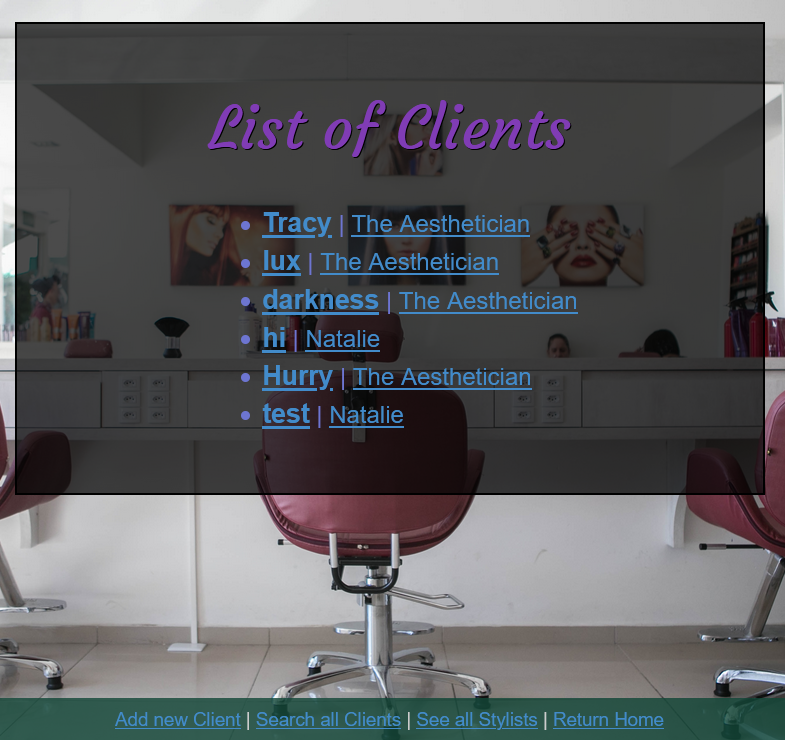 List of Clients
Tracy | The Aesthetician
lux | The Aesthetician
darkness | The Aesthetician
hi | Natalie
Hurry | The Aesthetician
test | Natalie
Add new Client | Search all Clients | See all Stylists | Return Home